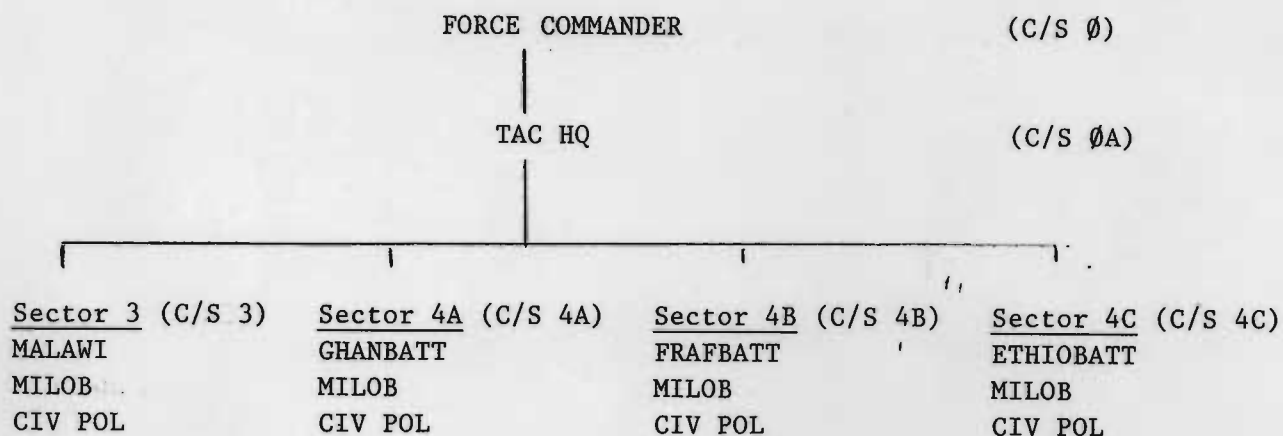 FORCE COMMANDER (C/S Ø)
TAC HQ (C/S ØA)
Sector 3 (C/S 3) Sector 4A (C/S 4A) Sector 4B (C/S 4B) Sector 4C (C/S 4C)
MALAWI GHANBATT FRAFBATT ETHIOBATT
MILOB MILOB MILOB MILOB
CIV POL CIV POL CIV POL CIV POL